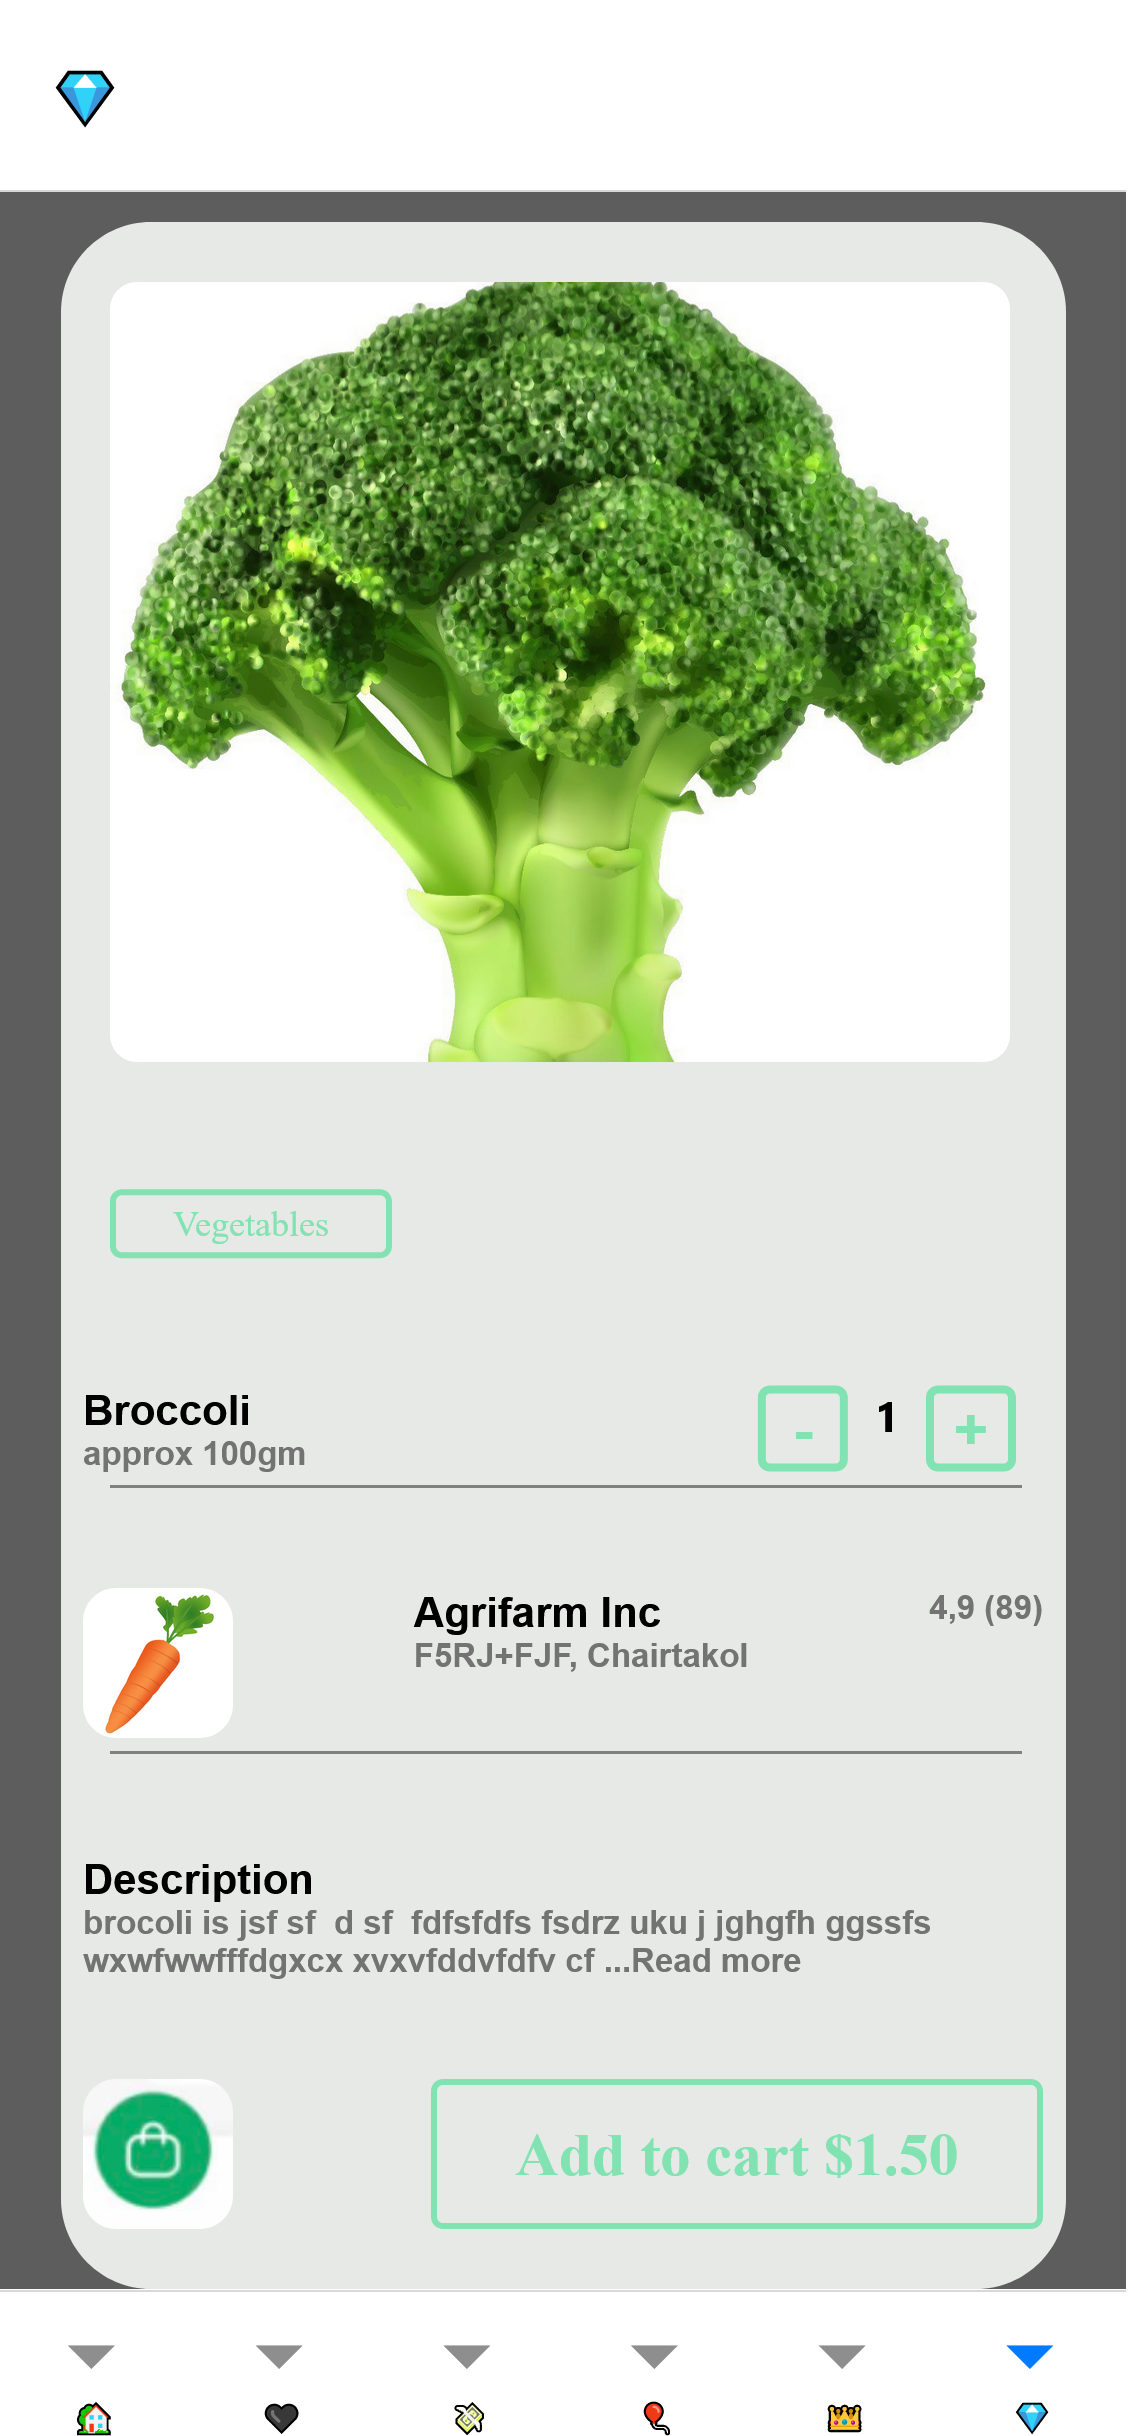 Vegetables
Broccoli
- 1 +
approx 100gm
Agrifarm Inc
4,9 (89)
F5RJ+FJF, Chairtakol
Description
brocoli is jsf sf  d sf  fdfsfdfs fsdrz uku j jghgfh ggssfs
wxwfwwfffdgxcx xvxvfddvfdfv cf ...Read more
Add to cart $1.50